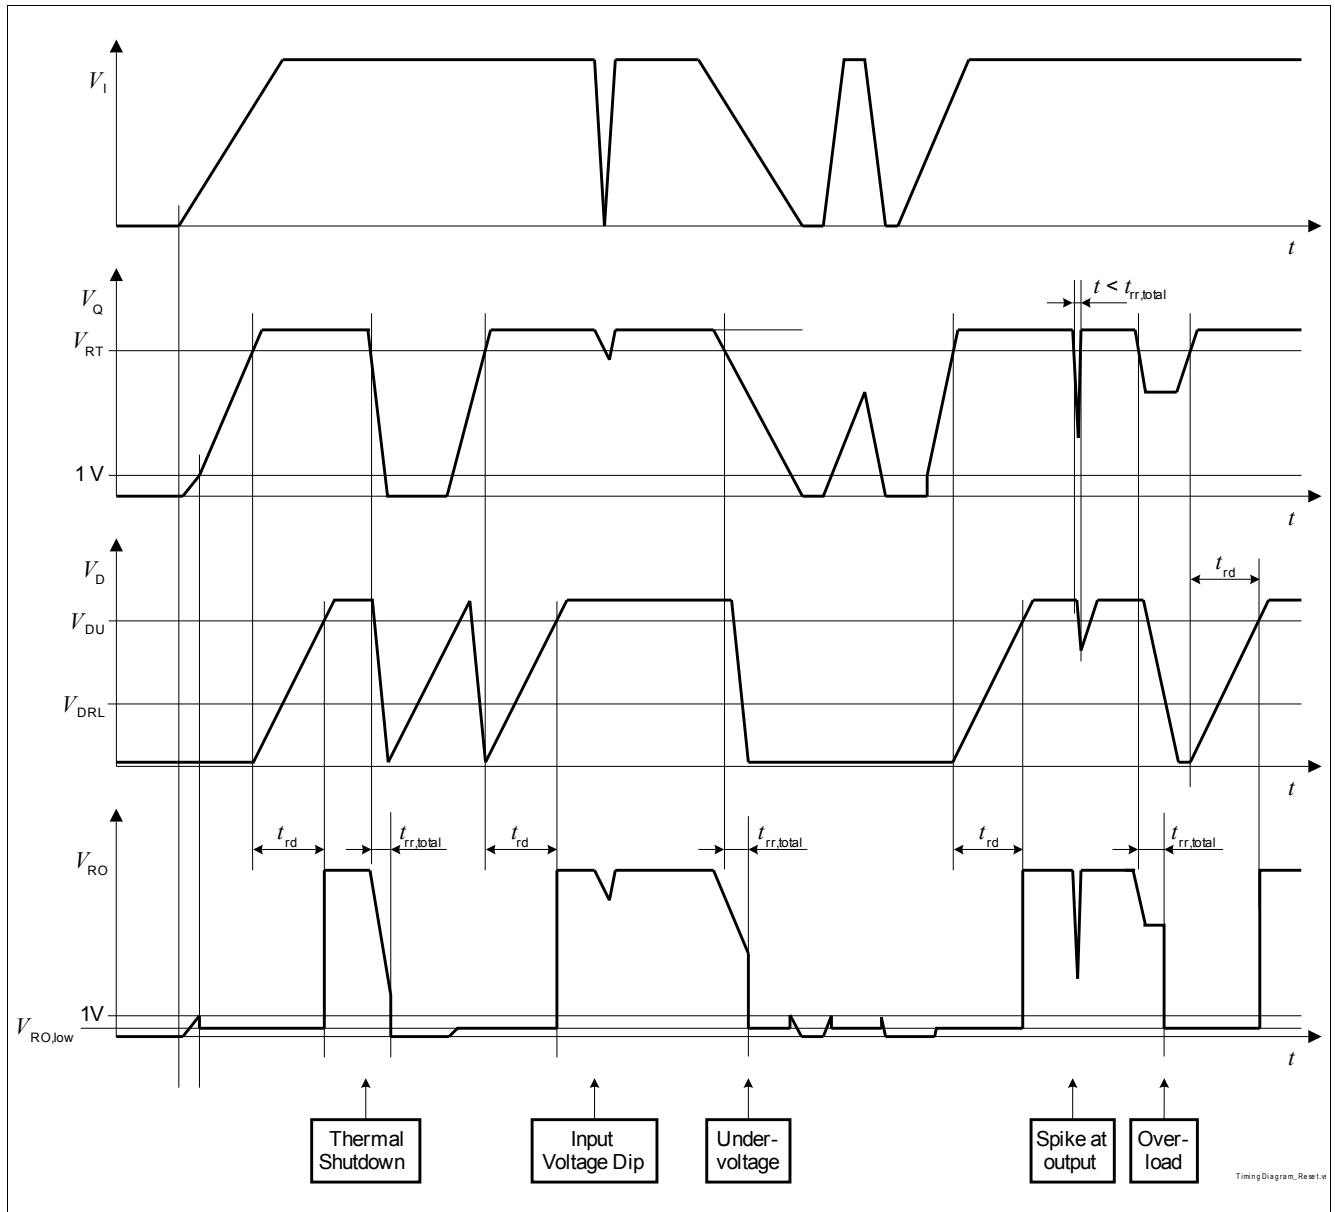 V_I
t
V_Q
t < t_rr,total
V_RT
1 V
t
V_D
t_rd
V_DU
V_DRL
t
t_rd
t_rr,total
t_rd
t_rr,total
t_rd
t_rr,total
V_RO
1V
V_RO,low
t
Thermal
Shutdown
Input
Voltage Dip
Under-
voltage
Spike at
output
Over-
load
TimingDiagram_Reset.vs